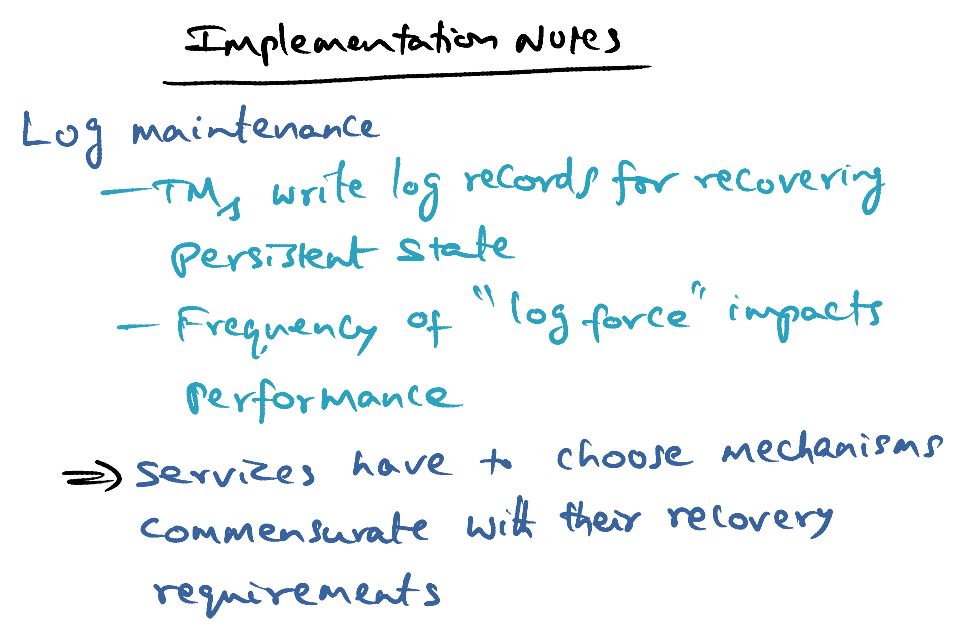 Implementation Notes
Log maintenance
— TMs write log records for recovering
persistent state
— Frequency of "log force" impacts
performance
⇒ services have to choose mechanisms
commensurate with their recovery
requirements